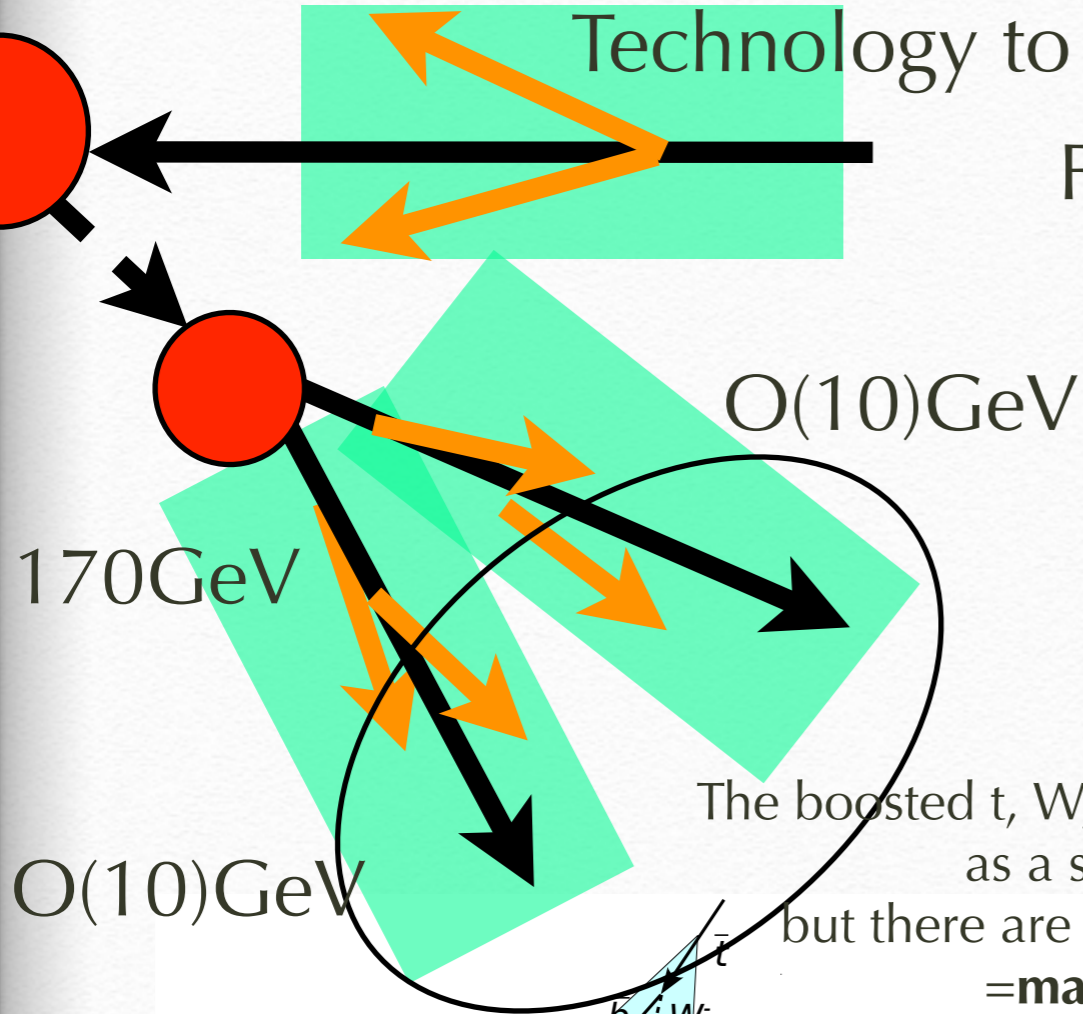 Technology to
O(10)GeV
170GeV
The boosted t, W
O(10)GeV
as a s
but there are
t̄
=ma
W⁻